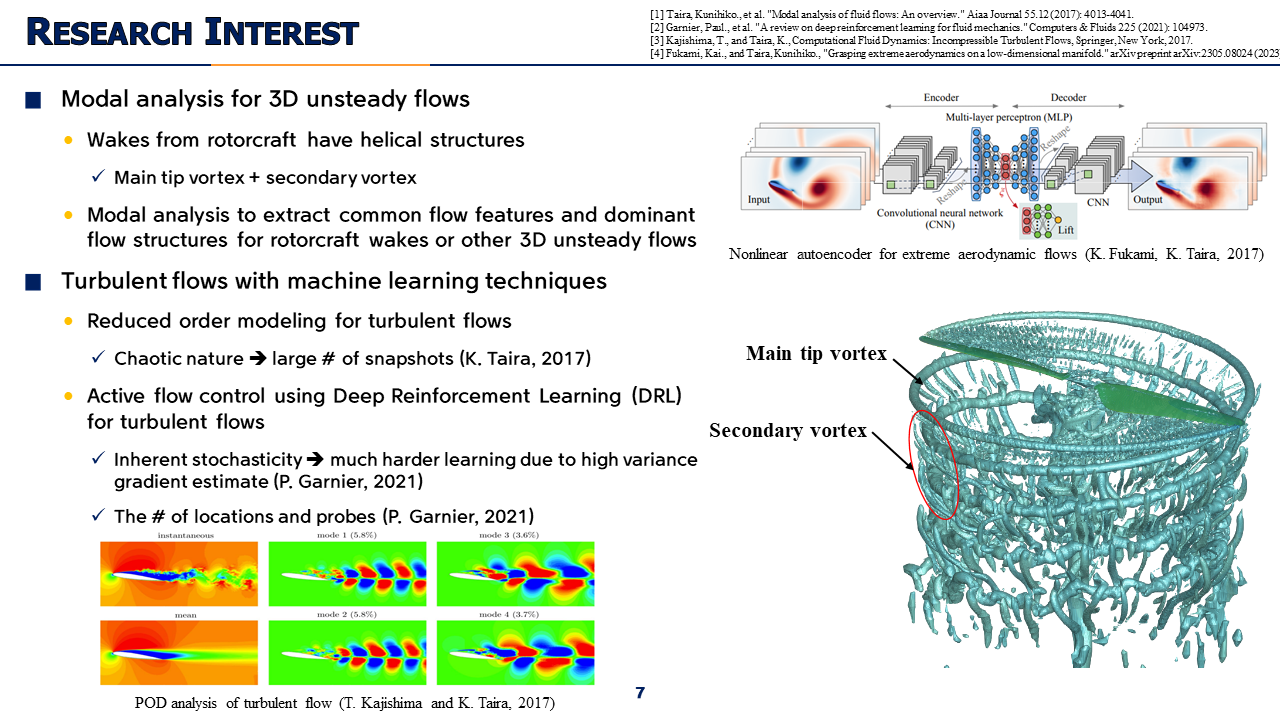 RESEARCH INTEREST
[1] Taira, Kunihiko., et al. "Modal analysis of fluid flows: An overview." Aiaa Journal 55.12 (2017): 4013-4041.
[2] Garnier, Paul., et al. "A review on deep reinforcement learning for fluid mechanics." Computers & Fluids 225 (2021): 104973.
[3] Kajishima, T., and Taira, K., Computational Fluid Dynamics: Incompressible Turbulent Flows, Springer, New York, 2017.
[4] Fukami, Kai., and Taira, Kunihiko., "Grasping extreme aerodynamics on a low-dimensional manifold." arXiv preprint arXiv:2305.08024 (2023
■ Modal analysis for 3D unsteady flows
• Wakes from rotorcraft have helical structures
✓ Main tip vortex + secondary vortex
• Modal analysis to extract common flow features and dominant
flow structures for rotorcraft wakes or other 3D unsteady flows
■ Turbulent flows with machine learning techniques
• Reduced order modeling for turbulent flows
✓ Chaotic nature ➔ large # of snapshots (K. Taira, 2017)
• Active flow control using Deep Reinforcement Learning (DRL)
for turbulent flows
✓ Inherent stochasticity ➔ much harder learning due to high variance
gradient estimate (P. Garnier, 2021)
✓ The # of locations and probes (P. Garnier, 2021)
instantaneous
mode 1 (5.8%)
mode 3 (3.6%)
mean
mode 2 (5.8%)
mode 4 (3.7%)
POD analysis of turbulent flow (T. Kajishima and K. Taira, 2017)
Encoder
Decoder
Multi-layer perceptron (MLP)
Reshape
Reshape
Input
Convolutional neural network
(CNN)
ξ
Lift
CNN
Output
Nonlinear autoencoder for extreme aerodynamic flows (K. Fukami, K. Taira, 2017)
Main tip vortex
Secondary vortex
7